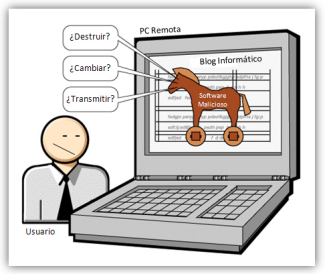 PC Remota
¿Destruir?
Blog Informático
¿Cambiar?
¿Transmitir?
Software
Malicioso
Usuario